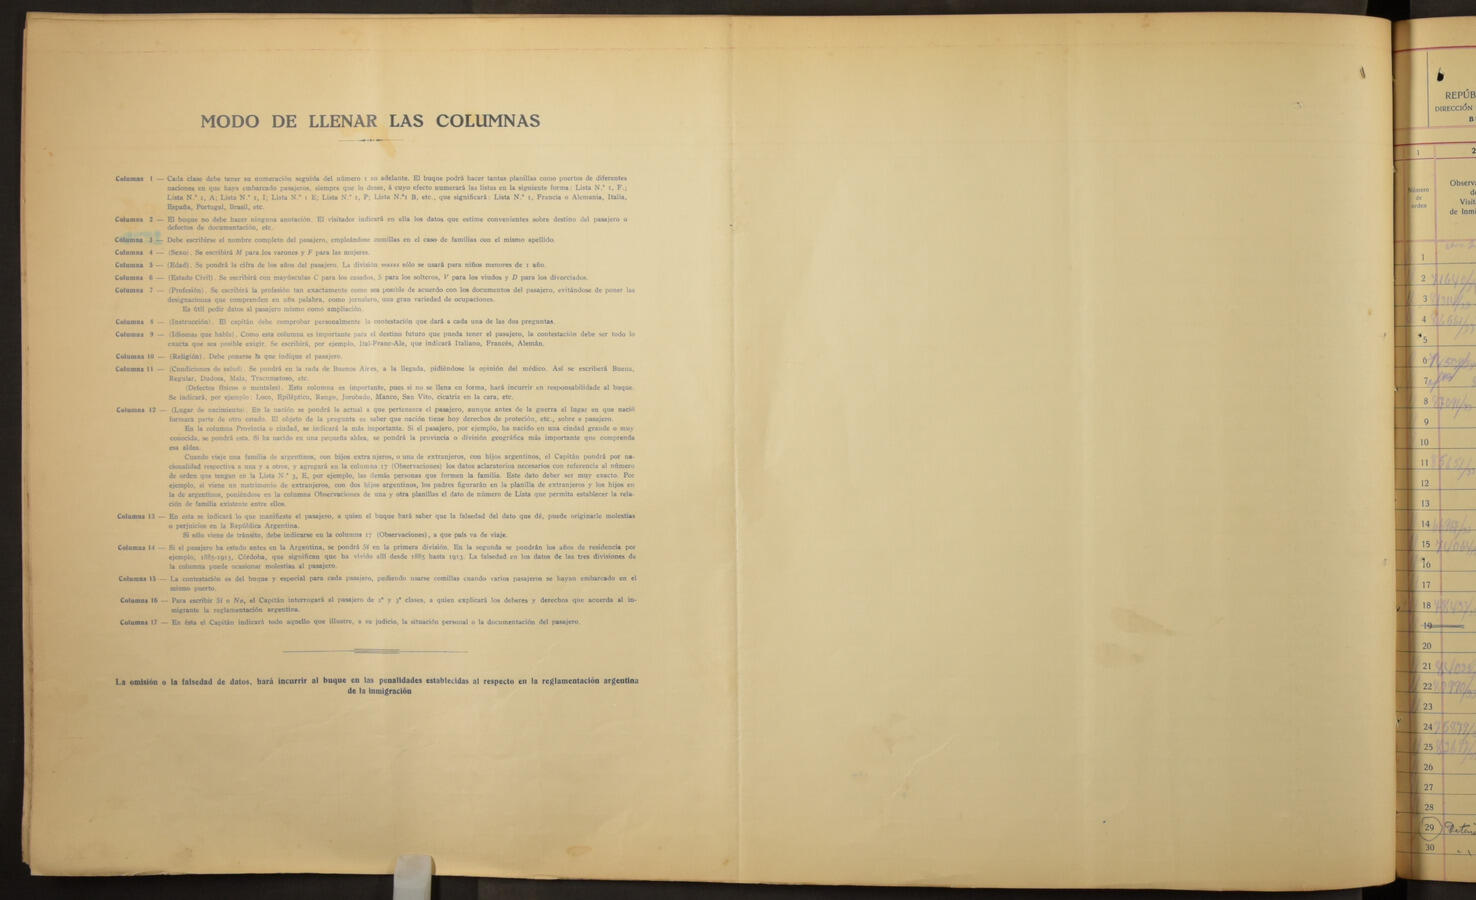 MODO DE LLENAR LAS COLUMNAS
Columna 1 — Cada clase debe tener su numeración seguida del número 1 en adelante. El buque podrá hacer tantas planillas como puertos de diferentes
naciones en que haya embarcado pasajeros, siempre que lo desee, á cuyo efecto numerará las listas en la siguiente forma: Lista N.° 1, F.;
Lista N.° 1, A; Lista N.° 1, I; Lista N.° 1 E; Lista N.° 1, P; Lista N.°1 B, etc., que significará: Lista N.° 1, Francia o Alemania, Italia,
España, Portugal, Brasil, etc.
Columna 2 — El buque no debe hacer ninguna anotación. El visitador indicará en ella los datos que estime convenientes sobre destino del pasajero o
defectos de documentación, etc.
Columna 3 — Debe escribirse el nombre completo del pasajero, empleándose comillas en el caso de familias con el mismo apellido.
Columna 4 — (Sexo). Se escribirá M para los varones y F para las mujeres.
Columna 5 — (Edad). Se pondrá la cifra de los años del pasajero. La división meses sólo se usará para niños menores de 1 año.
Columna 6 — (Estado Civil). Se escribirá con mayúsculas C para los casados, S para los solteros, V para los viudos y D para los divorciados.
Columna 7 — (Profesión). Se escribirá la profesión tan exactamente como sea posible de acuerdo con los documentos del pasajero, evitándose de poner las
designaciones que comprenden en una palabra, como jornalero, una gran variedad de ocupaciones.
Es útil pedir datos al pasajero mismo como ampliación.
Columna 8 — (Instrucción). El capitán debe comprobar personalmente la contestación que dará a cada una de las dos preguntas.
Columna 9 — (Idiomas que habla). Como esta columna es importante para el destino futuro que pueda tener el pasajero, la contestación debe ser todo lo
exacta que sea posible exigir. Se escribirá, por ejemplo, Ital-Franc-Ale, que indicará Italiano, Francés, Alemán.
Columna 10 — (Religión). Debe ponerse la que indique el pasajero.
Columna 11 — (Condiciones de salud). Se pondrá en la rada de Buenos Aires, a la llegada, pidiéndose la opinión del médico. Así se escribirá Buena,
Regular, Dudosa, Mala, Tracomatoso, etc.
(Defectos físicos o mentales). Esta columna es importante, pues si no se llena en forma, hará incurrir en responsabilidad al buque.
Se indicará, por ejemplo: Loco, Epiléptico, Rengo, Jorobado, Manco, San Vito, cicatriz en la cara, etc.
Columna 12 — (Lugar de nacimiento). En la nación se pondrá la actual a que pertenezca el pasajero, aunque antes de la guerra el lugar en que nació
formara parte de otro estado. El objeto de la pregunta es saber que nación tiene hoy derechos de proteción, etc., sobre e pasajero.
En la columna Provincia o ciudad, se indicará la más importante. Si el pasajero, por ejemplo, ha nacido en una ciudad grande o muy
conocida, se pondrá esta. Si ha nacido en una pequeña aldea, se pondrá la provincia o división geográfica más importante que comprenda
esa aldea.
Cuando viaje una familia de argentinos, con hijos extra njeros, o una de extranjeros, con hijos argentinos, el Capitán pondrá por na-
cionalidad respectiva a una y a otros, y agregará en la columna 17 (Observaciones) los datos aclaratorios necesarios con referencia al número
de orden que tengan en la Lista N.° 3, E, por ejemplo, las demás personas que formen la familia. Este dato deber ser muy exacto. Por
ejemplo, si viene un matrimonio de extranjeros, con dos hijos argentinos, los padres figurarán en la planilla de extranjeros y los hijos en
la de argentinos, poniéndose en la columna Observaciones de una y otra planillas el dato de número de Lista que permita establecer la rela-
ción de familia existente entre ellos.
Columna 13 — En esta se indicará lo que manifieste el pasajero, a quien el buque hará saber que la falsedad del dato que dé, puede originarle molestias
o perjuicios en la República Argentina.
Si sólo viene de tránsito, debe indicarse en la columna 17 (Observaciones), a que país va de viaje.
Columna 14 — Si el pasajero ha estado antes en la Argentina, se pondrá Sí en la primera división. En la segunda se pondrán los años de residencia por
ejemplo, 1885-1913, Córdoba, que significan que ha vivido allí desde 1885 hasta 1913. La falsedad en los datos de las tres divisiones de
la columna puede ocasionar molestias al pasajero.
Columna 15 — La contestación es del buque y especial para cada pasajero, pudiendo usarse comillas cuando varios pasajeros se hayan embarcado en el
mismo puerto.
Columna 16 — Para escribir Sí o No, el Capitán interrogará al pasajero de 2ª y 3ª clases, a quien explicará los deberes y derechos que acuerda al in-
migrante la reglamentación argentina.
Columna 17 — En ésta el Capitán indicará todo aquello que illustre, a su judicio, la situación personal o la documentación del pasajero.
La omisión o la falsedad de datos, hará incurrir al buque en las penalidades establecidas al respecto en la reglamentación argentina
de la inmigración
REPÚB
DIRECCIÓN
B
1
2
Número
de
orden
Observa
de
Visit
de Inmi
1
2
3
4
5
6
7
8
9
10
11
12
13
14
15
16
17
18
19
20
21
22
23
24
25
26
27
28
29
30